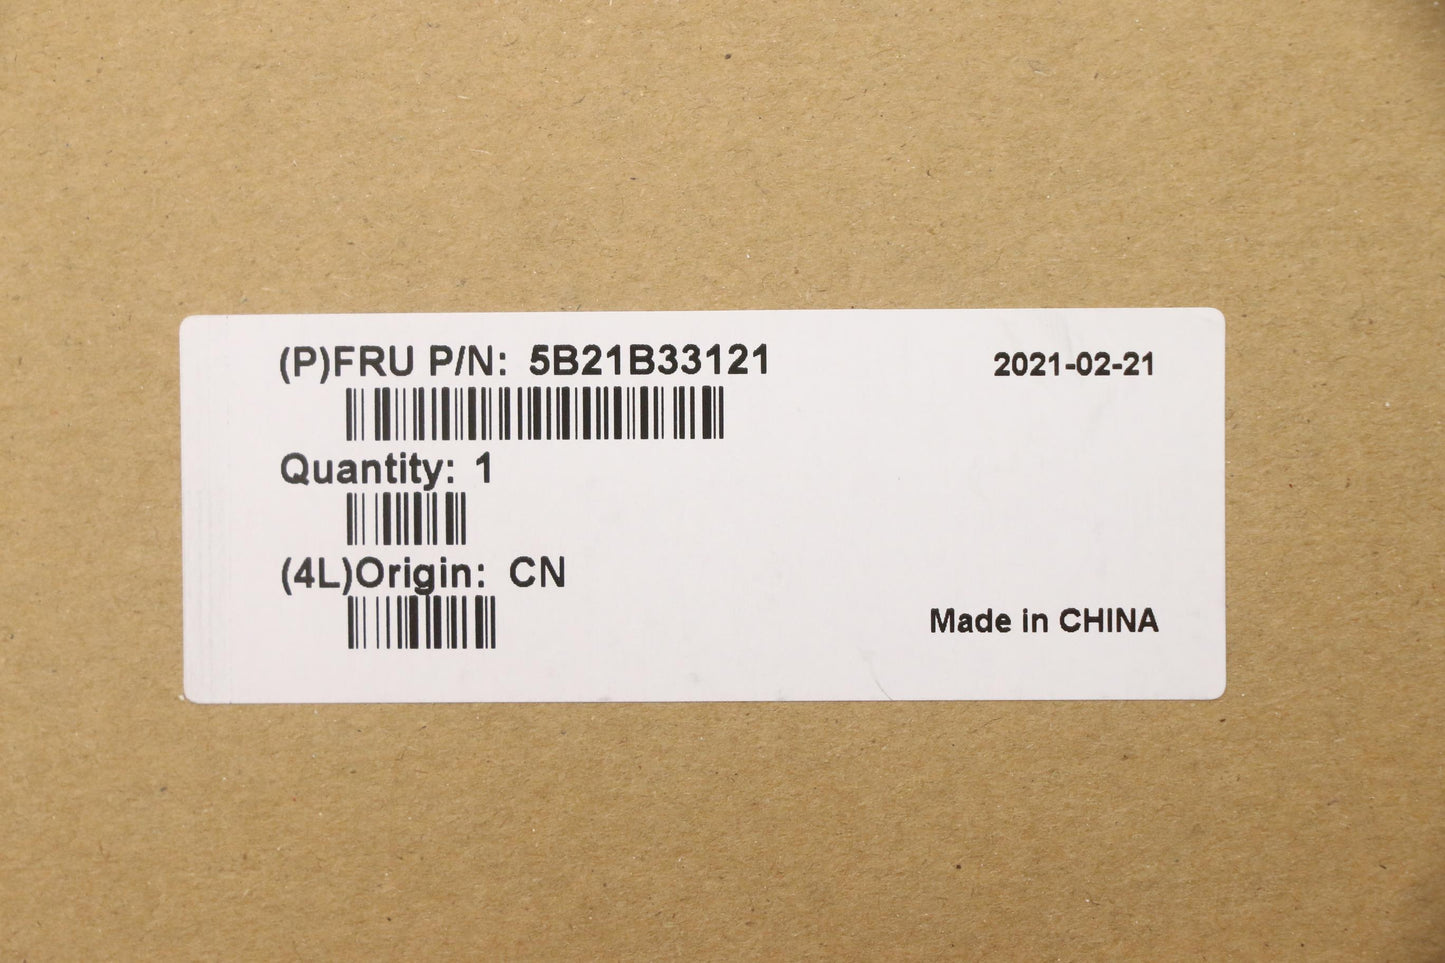 (P)FRU P/N: 5B21B33121
2021-02-21
Quantity: 1
(4L)Origin: CN
Made in CHINA